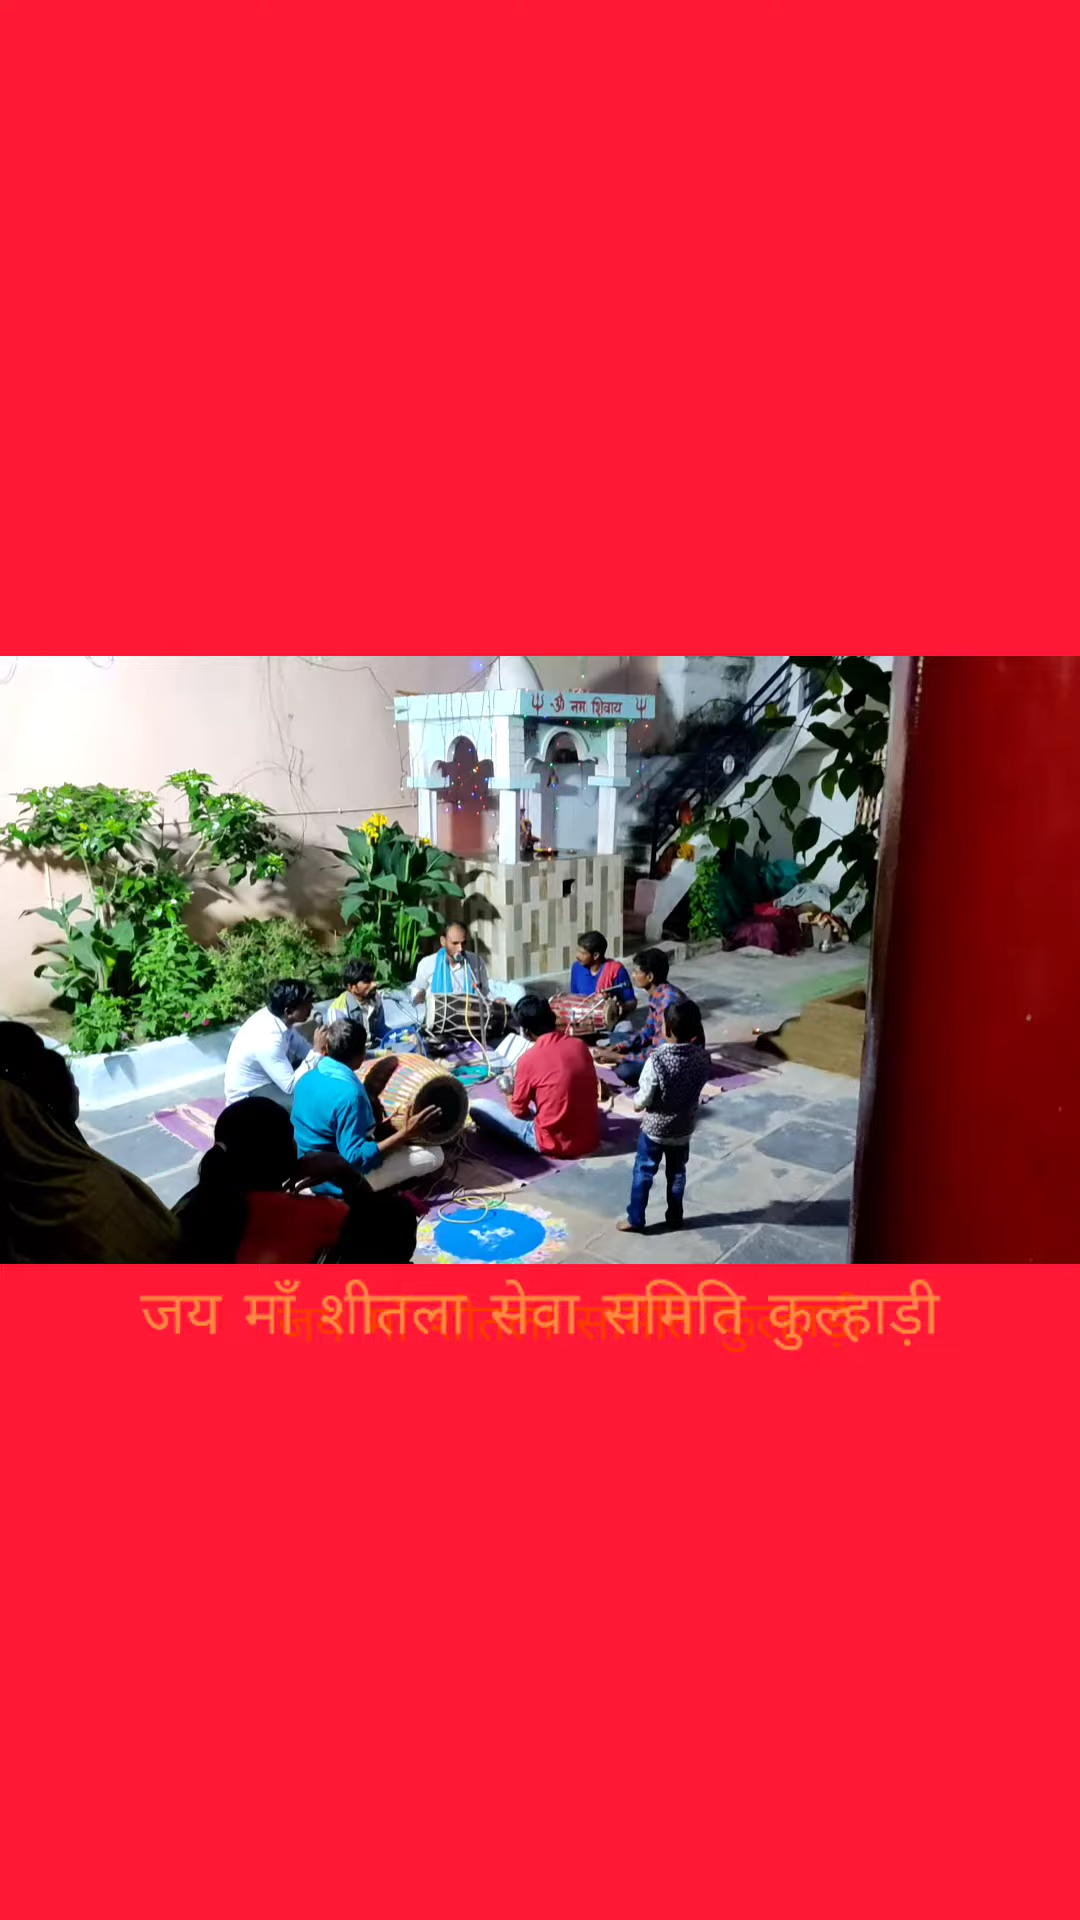 ॐ नम शिवाय
जय माँ शीतला सेवा समिति कुल्हाड़ी